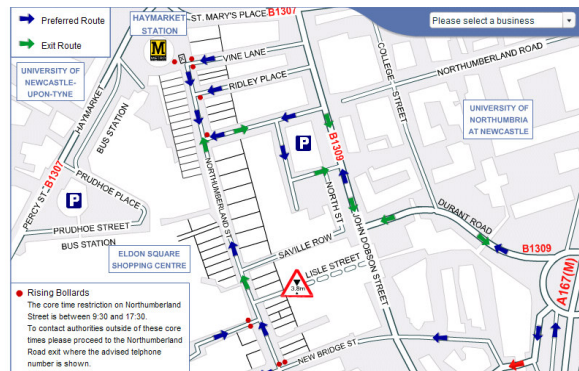 Preferred Route
Exit Route
HAYMARKET
STATION
M
ST. MARY'S PLACE
B1307
Please select a business
VINE LANE
RIDLEY PLACE
COLLEGE STREET
NORTHUMBERLAND ROAD
UNIVERSITY OF
NEWCASTLE-
UPON-TYNE
UNIVERSITY OF
NORTHUMBRIA
AT NEWCASTLE
HAYMARKET
BUS STATION
B1307
PERCY ST.
PRUDHOE PLACE
P
P
B1309
NORTHUMBERLAND ST.
NORTH ST.
JOHN DOBSON STREET
DURANT ROAD
B1309
A167(M)
PRUDHOE STREET
BUS STATION
ELDON SQUARE
SHOPPING CENTRE
SAVILLE ROW
LISLE STREET
3.8m
NEW BRIDGE ST
Rising Bollards
The core time restriction on Northumberland
Street is between 9:30 and 17:30.
To contact authorities outside of these core
times please proceed to the Northumberland
Road exit where the advised telphone
number is shown.